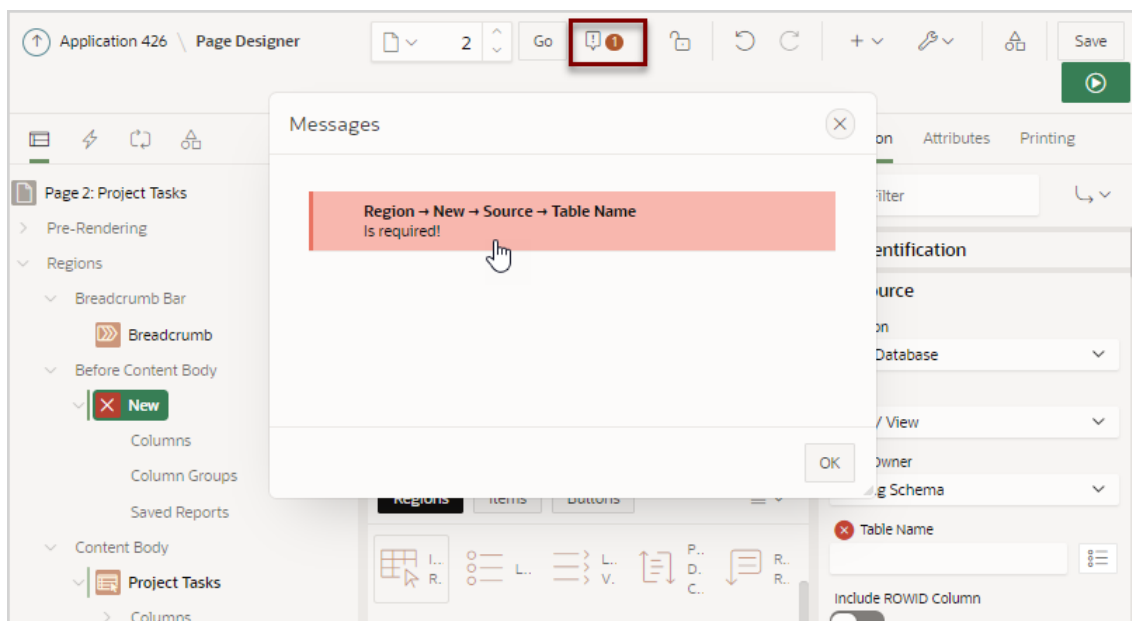 Application 426 \ Page Designer
2
Go
1
Save
Messages
on
Attributes
Printing
Page 2: Project Tasks
Pre-Rendering
Regions
Breadcrumb Bar
Breadcrumb
Before Content Body
New
Columns
Column Groups
Saved Reports
Content Body
Project Tasks
Columns
Region → New → Source → Table Name
Is required!
OK
Regions
Items
Buttons
I..
R.
L..
L..
V.
P..
D.
C..
R..
R..
ilter
entification
ource
on
Database
/ View
Owner
g Schema
Table Name
Include ROWID Column